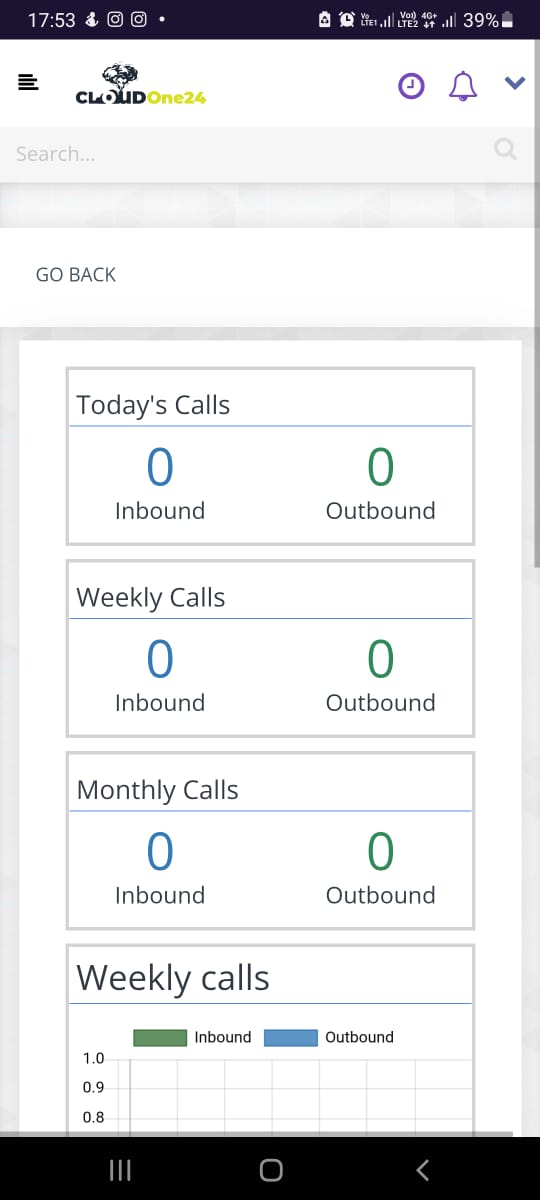 17:53 39%
Vo LTE1 Vo) LTE2 4G+
CLOUDOne24
Search...
GO BACK
Today's Calls
0 0
Inbound Outbound
Weekly Calls
0 0
Inbound Outbound
Monthly Calls
0 0
Inbound Outbound
Weekly calls
Inbound Outbound
1.0
0.9
0.8